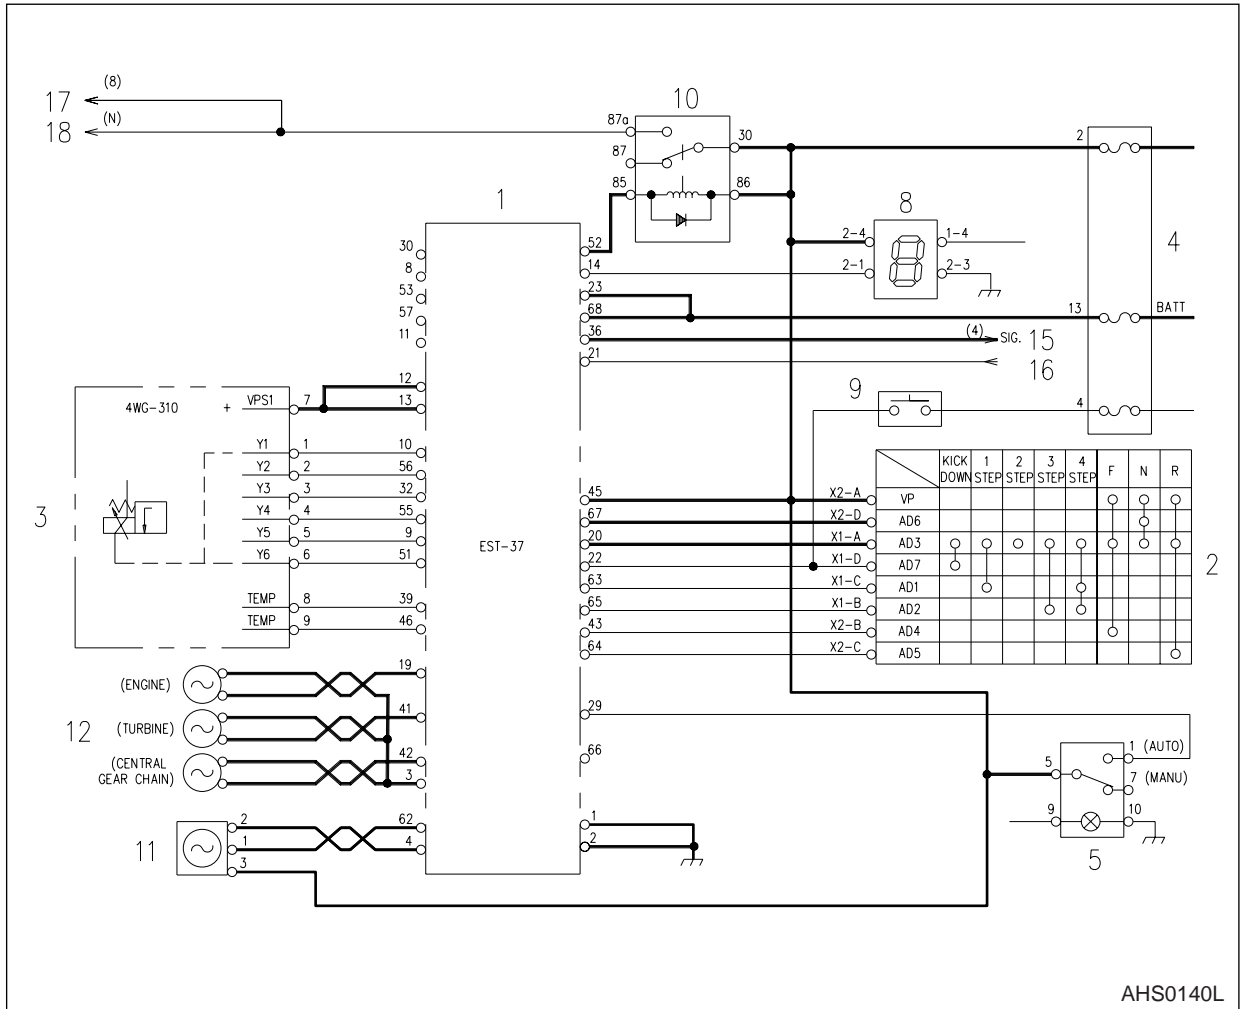 (8)
17
(N)
18
10
87a
30
2
87
85
86
1
8
4
30
52
2-4
1-4
8
14
2-1
2-3
53
23
57
68
13
BATT
11
36
(4)
SIG.
15
21
16
12
9
4WG-310
+
VPS1
7
13
4
Y1
1
10
Y2
2
56
Y3
3
32
Y4
4
55
Y5
5
9
Y6
6
51
3
TEMP
8
39
TEMP
9
46
EST-37
KICK DOWN
1 STEP
2 STEP
3 STEP
4 STEP
F
N
R
45
X2-A
VP
67
X2-D
AD6
20
X1-A
AD3
22
X1-D
AD7
2
63
X1-C
AD1
65
X1-B
AD2
43
X2-B
AD4
64
X2-C
AD5
(ENGINE)
19
12
(TURBINE)
41
29
(CENTRAL
GEAR CHAIN)
42
3
66
1
(AUTO)
5
7
(MANU)
9
10
5
11
2
62
1
1
4
2
3
AHS0140L